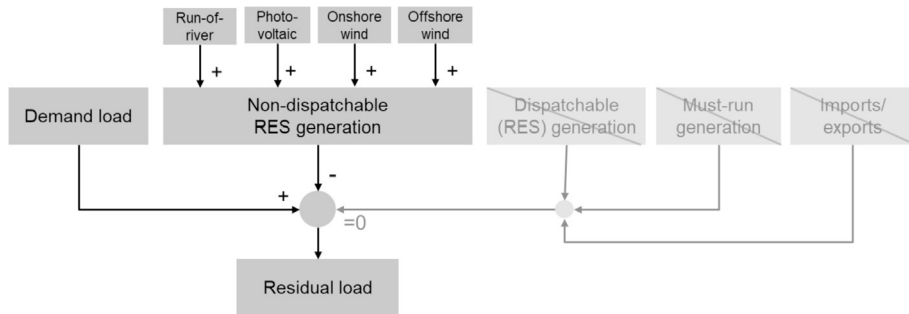 Run-of-
river
Photo-
voltaic
Onshore
wind
Offshore
wind
+
+
+
+
Demand load
Non-dispatchable
RES generation
Dispatchable
(RES) generation
Must-run
generation
Imports/
exports
-
+
=0
Residual load